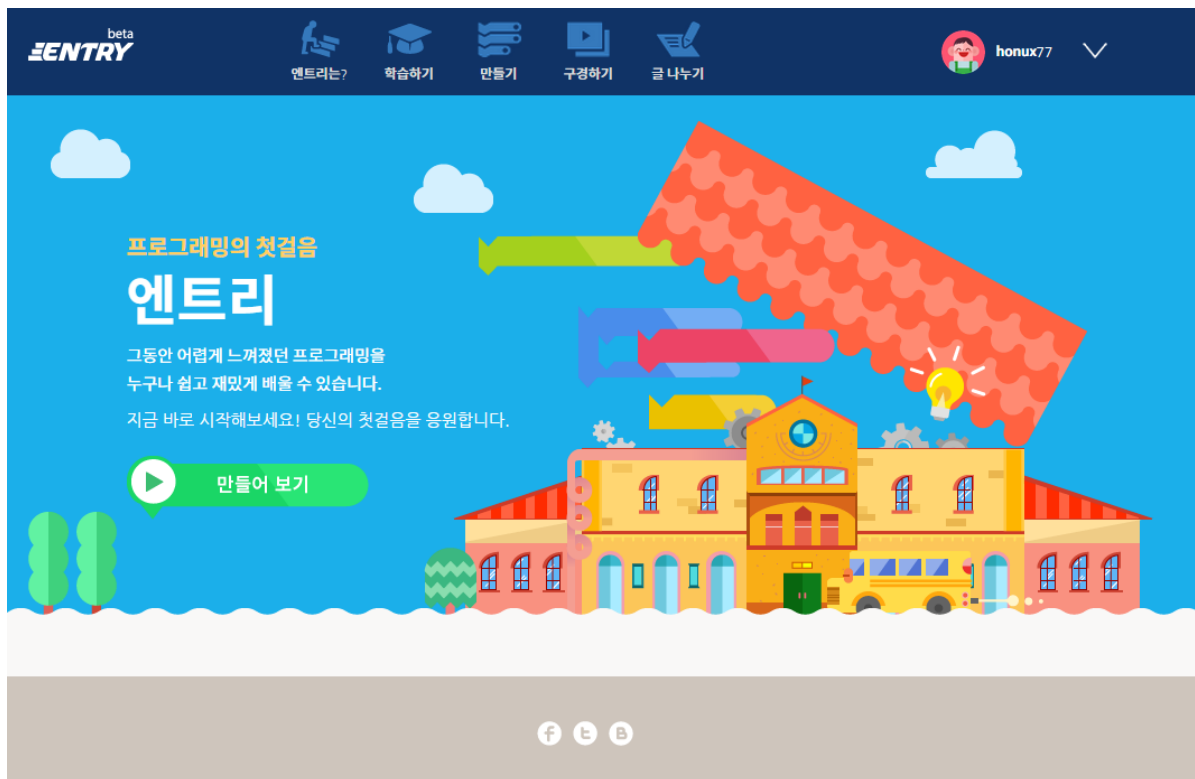 beta
ENTRY
엔트리는?
학습하기
만들기
구경하기
글 나누기
honux77
프로그래밍의 첫걸음
엔트리
그동안 어렵게 느껴졌던 프로그래밍을
누구나 쉽고 재밌게 배울 수 있습니다.
지금 바로 시작해보세요! 당신의 첫걸음을 응원합니다.
만들어 보기